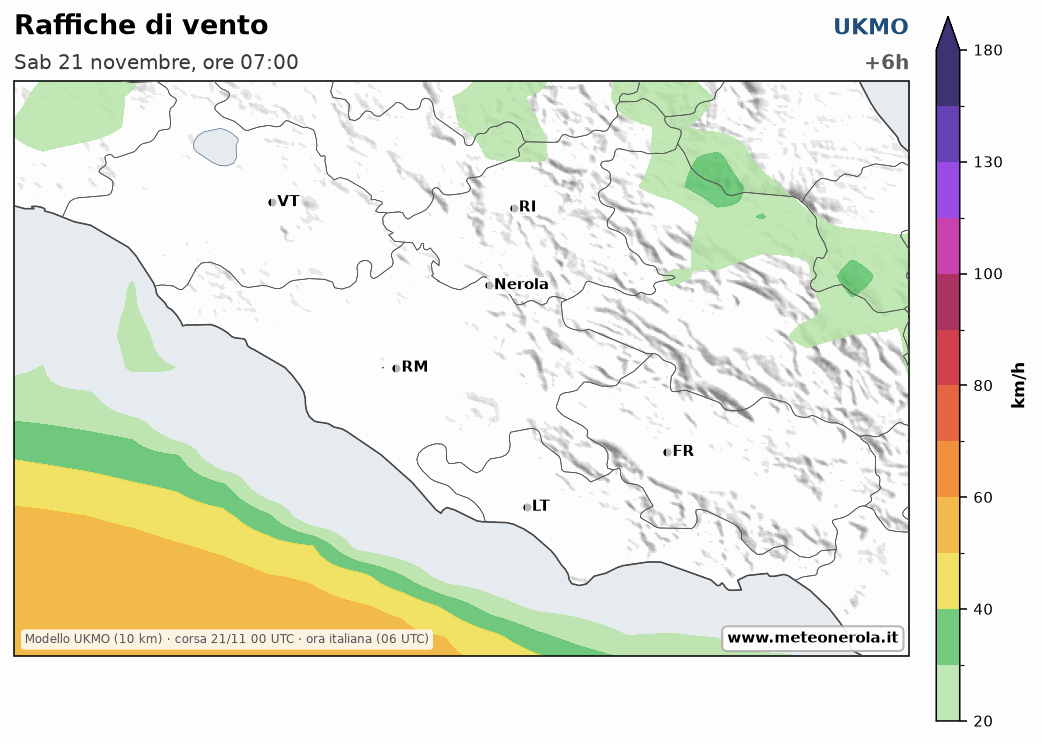 Raffiche di vento
UKMO
Sab 21 novembre, ore 07:00
+6h
180
130
100
80
60
40
20
km/h
VT
RI
Nerola
RM
FR
LT
Modello UKMO (10 km) · corsa 21/11 00 UTC · ora italiana (06 UTC)
www.meteonerola.it